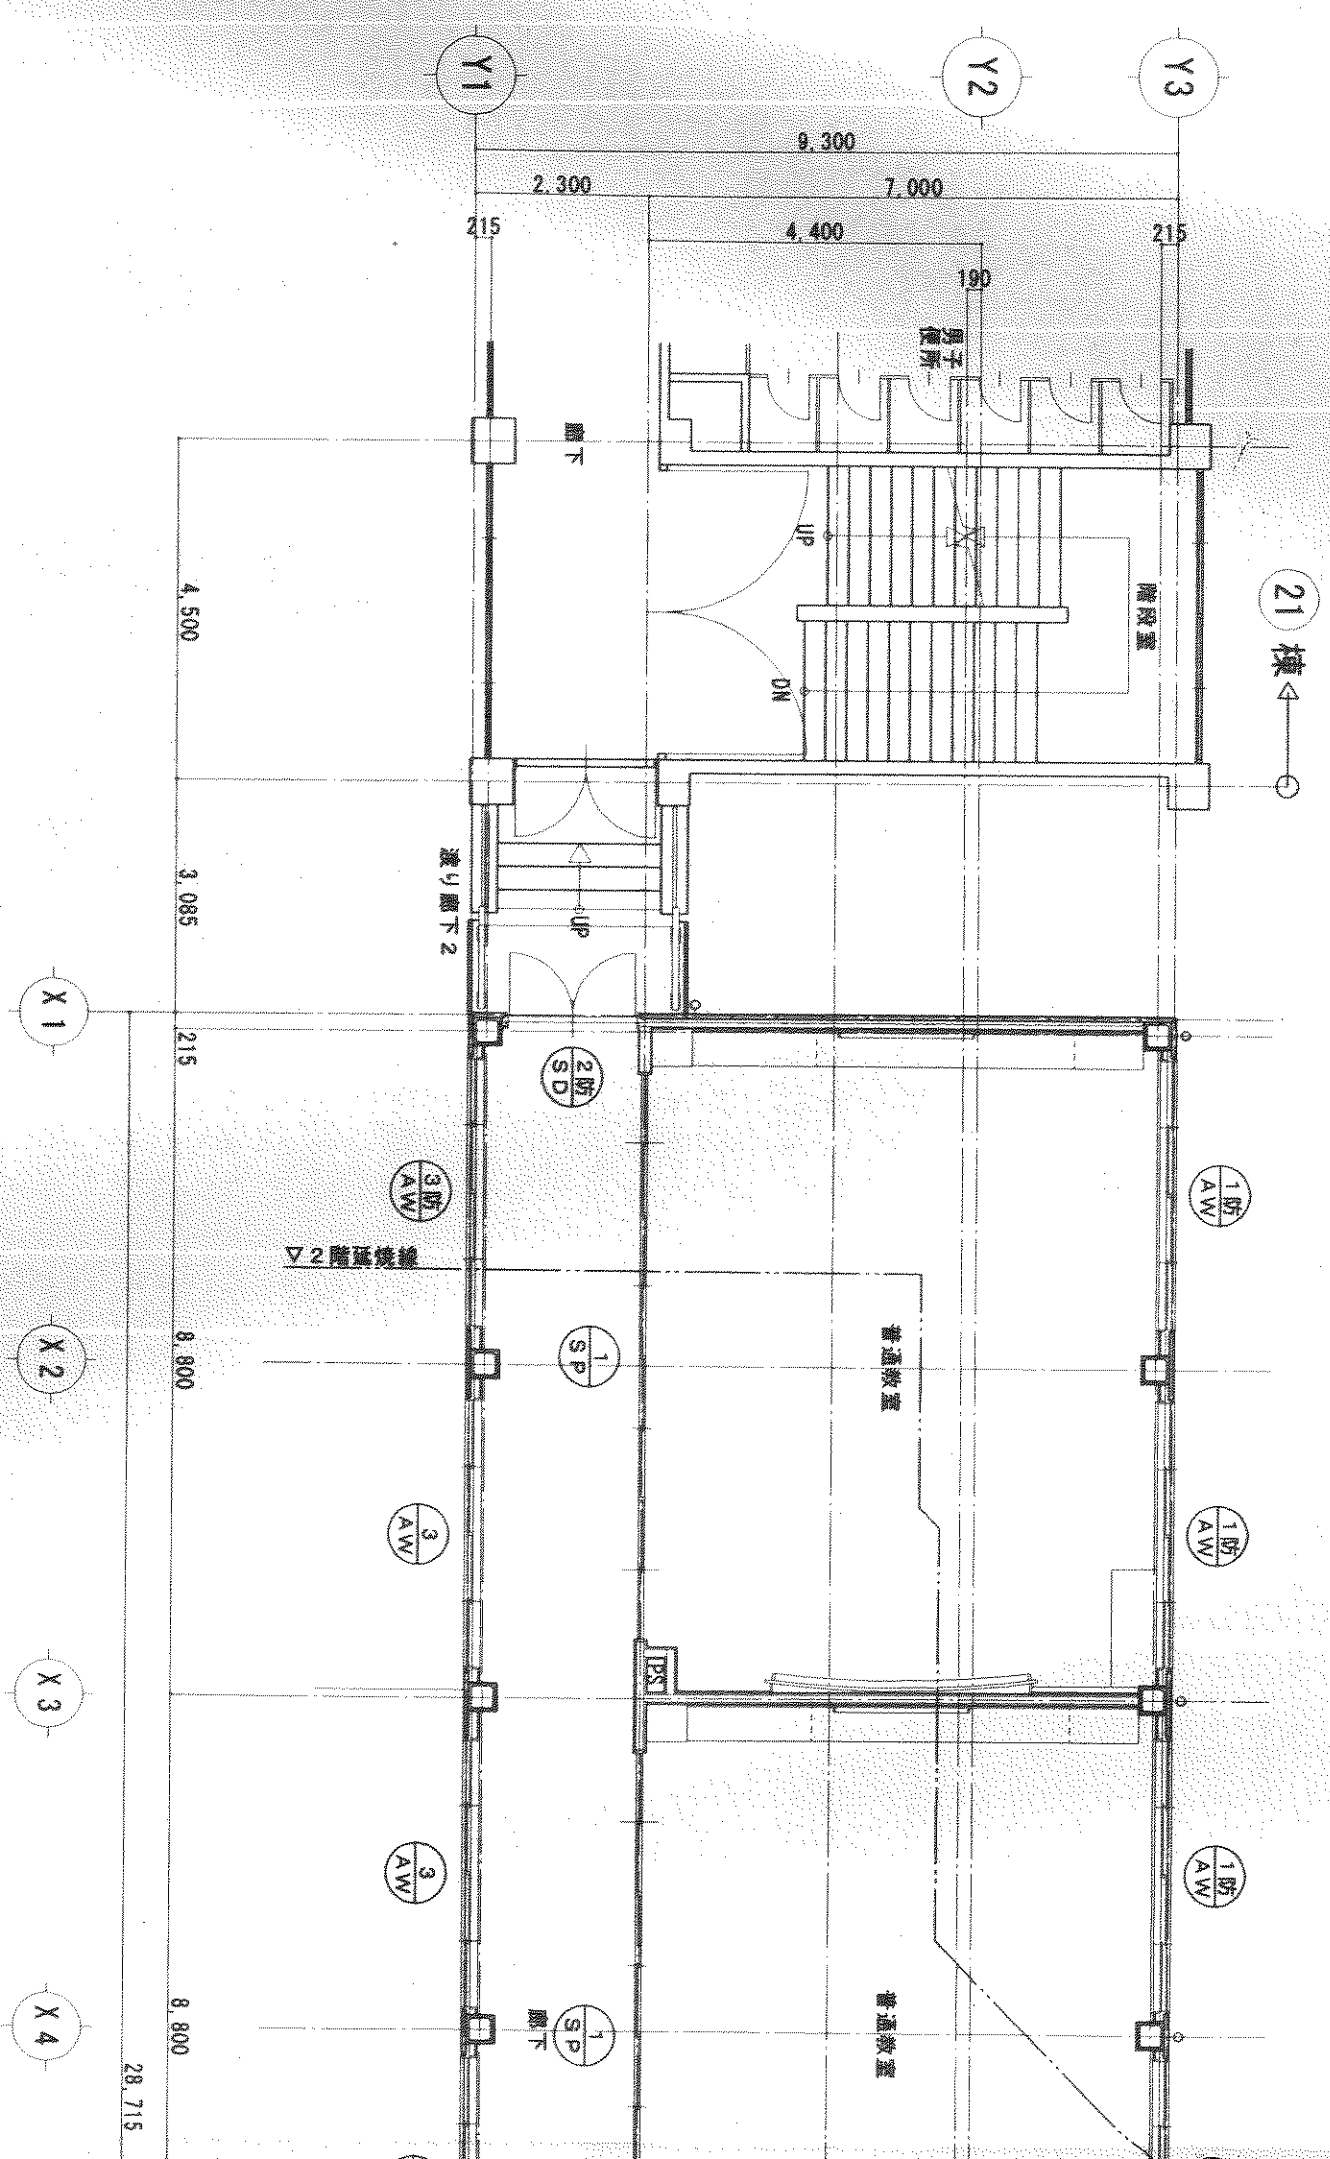 Y1
Y2
Y3
9,300
2,300
7,000
215
4,400
215
190
男子
便所
廊下
UP
DN
階段室
21 棟
4,500
3,085
渡り廊下2
UP
X1
215
2防
SD
3防
AW
1防
AW
▽2階延焼線
X2
8,800
1
SP
普通教室
3
AW
1防
AW
X3
PS
3
AW
1防
AW
X4
8,800
28,715
廊下
1
SP
普通教室